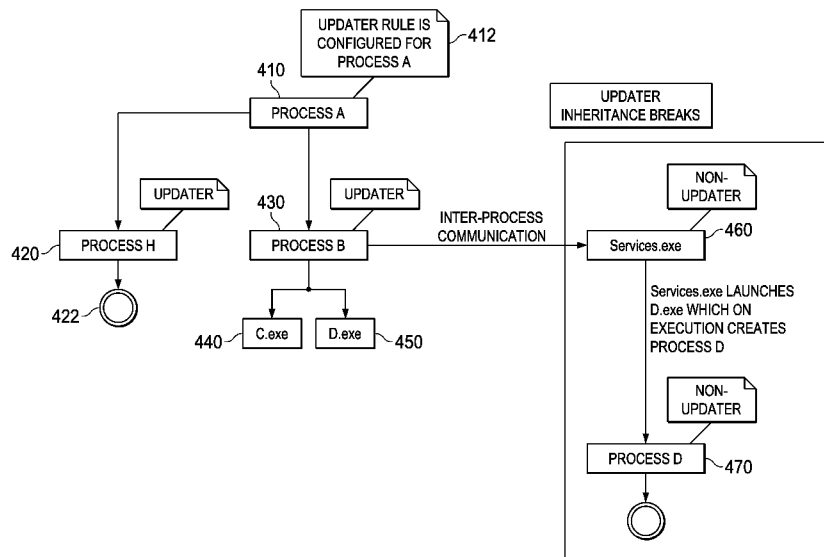 UPDATER RULE IS
CONFIGURED FOR
PROCESS A
412
410
PROCESS A
UPDATER
INHERITANCE BREAKS
UPDATER
420
PROCESS H
422
UPDATER
430
PROCESS B
INTER-PROCESS
COMMUNICATION
440
C.exe
D.exe
450
NON-
UPDATER
Services.exe
460
Services.exe LAUNCHES
D.exe WHICH ON
EXECUTION CREATES
PROCESS D
NON-
UPDATER
PROCESS D
470